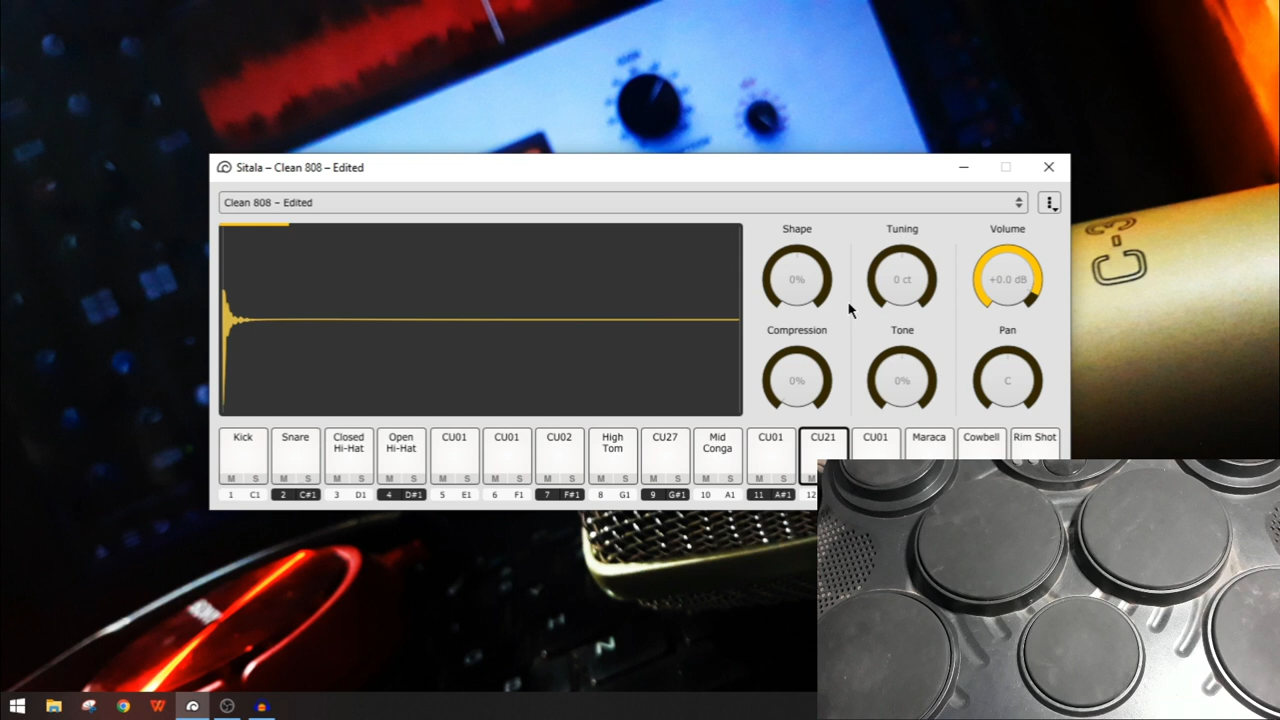 Sitala – Clean 808 – Edited
Clean 808 – Edited
Shape
Tuning
Volume
0%
0 ct
+0.0 dB
Compression
Tone
Pan
0%
0%
C
C-3
Kick
Snare
Closed Hi-Hat
Open Hi-Hat
CU01
CU01
CU02
High Tom
CU27
Mid Conga
CU01
CU21
CU01
Maraca
Cowbell
Rim Shot
M S M S M S M S M S M S M S M S M S M S M S M
1 C1 2 C#1 3 D1 4 D#1 5 E1 6 F1 7 F#1 8 G1 9 G#1 10 A1 11 A#1 12